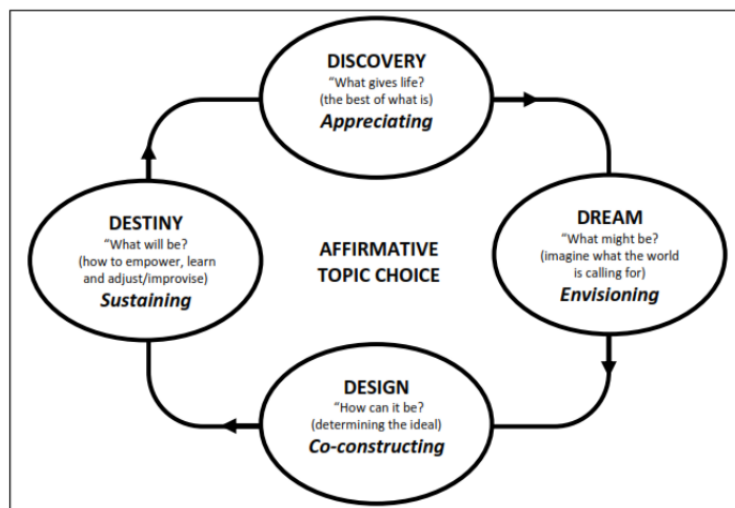 DISCOVERY
“What gives life?
(the best of what is)
Appreciating
DREAM
“What might be?
(imagine what the world
is calling for)
Envisioning
DESIGN
“How can it be?
(determining the ideal)
Co-constructing
DESTINY
“What will be?
(how to empower, learn
and adjust/improvise)
Sustaining
AFFIRMATIVE
TOPIC CHOICE